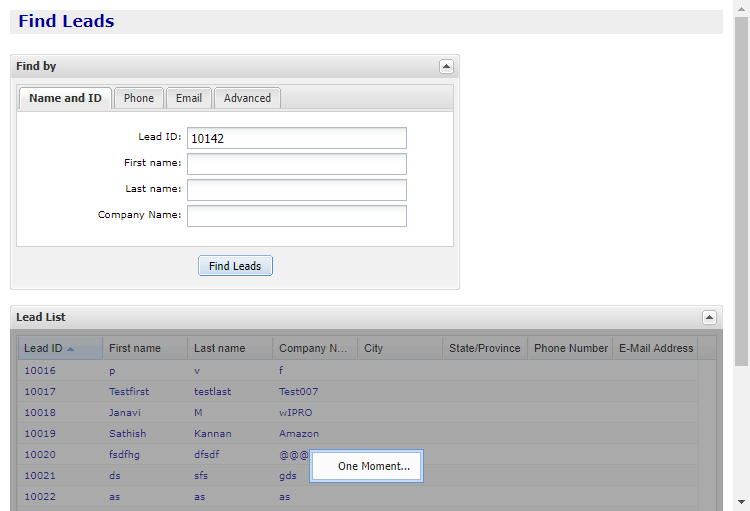 Find Leads
Find by
Name and ID Phone Email Advanced
Lead ID: 10142
First name:
Last name:
Company Name:
Find Leads
Lead List
Lead ID First name Last name Company N... City State/Province Phone Number E-Mail Address
10016 p v f
10017 Testfirst testlast Test007
10018 Janavi M wIPRO
10019 Sathish Kannan Amazon
10020 fsdfhg dfsdf @@@
One Moment...
10021 ds sfs gds
10022 as as as